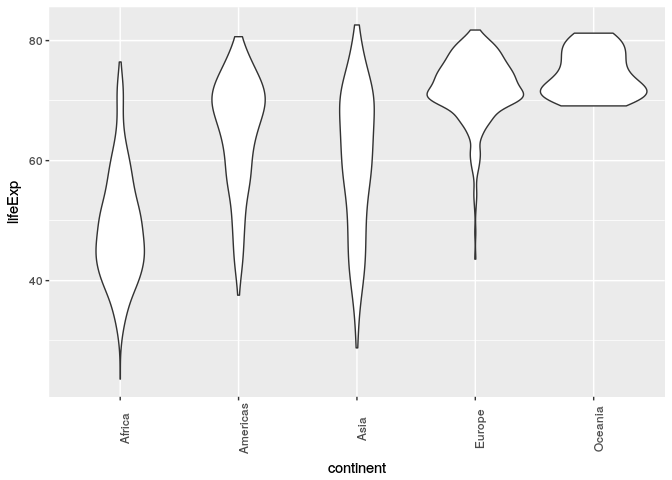 lifeExp
80
60
40
Africa
Americas
Asia
Europe
Oceania
continent